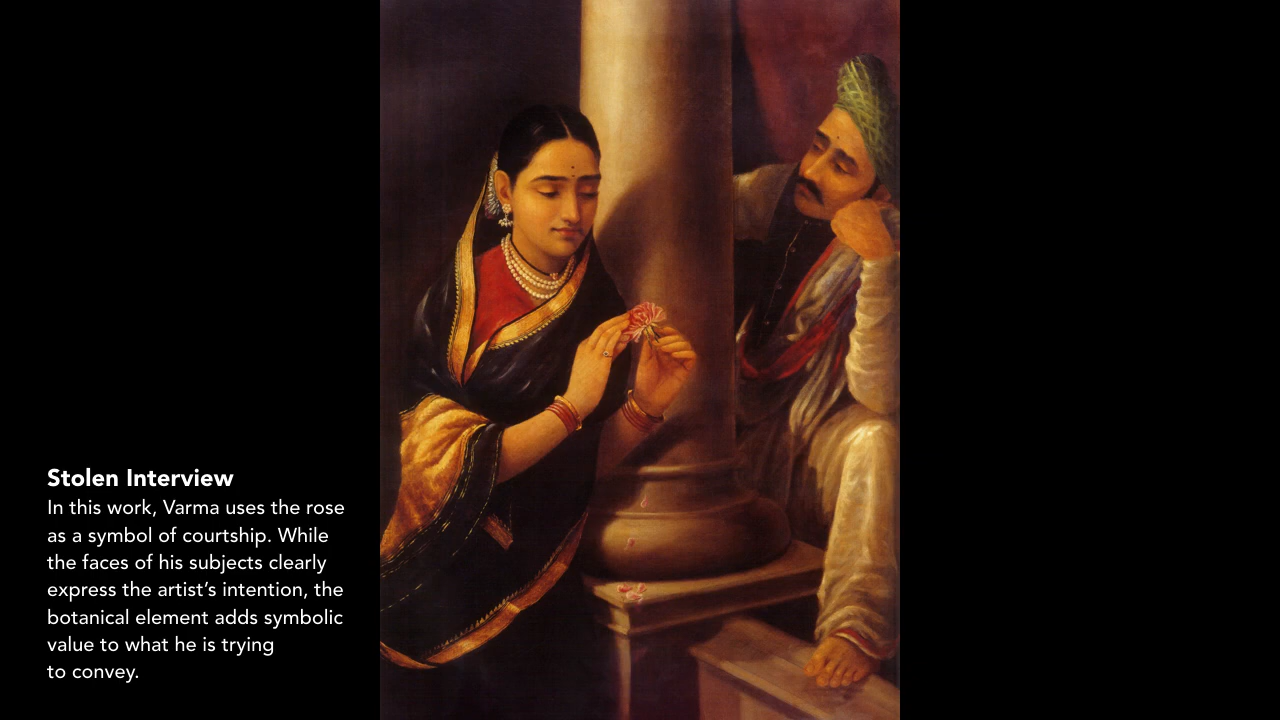 Stolen Interview
In this work, Varma uses the rose
as a symbol of courtship. While
the faces of his subjects clearly
express the artist’s intention, the
botanical element adds symbolic
value to what he is trying
to convey.